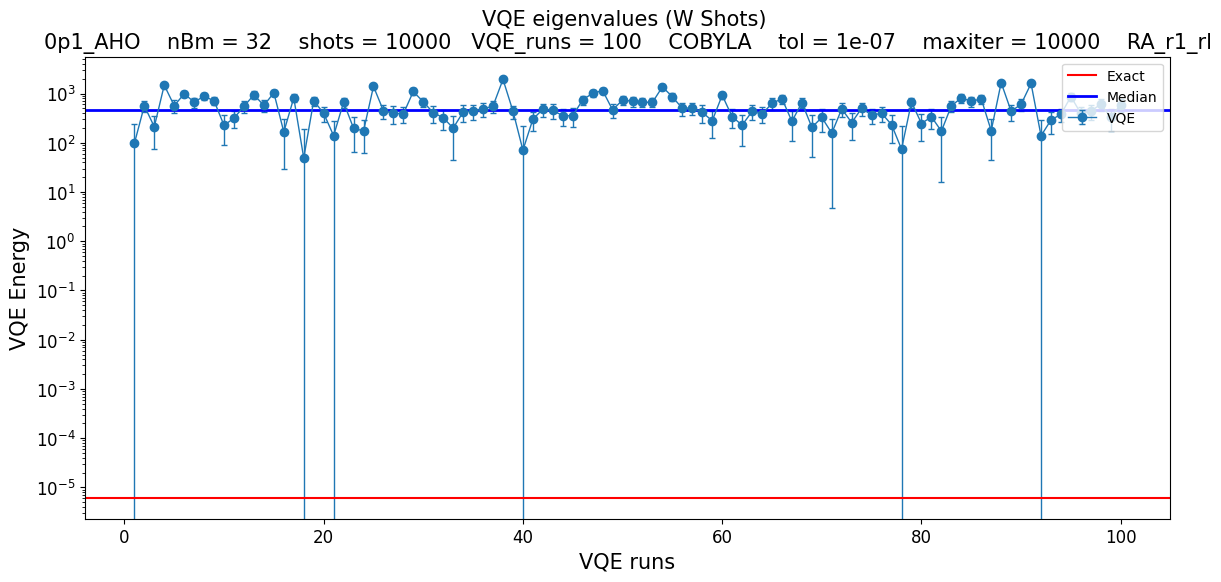 VQE eigenvalues (W Shots)
0p1_AHO nBm = 32 shots = 10000 VQE_runs = 100 COBYLA tol = 1e-07 maxiter = 10000 RA_r1_rl
Exact
Median
VQE
VQE Energy
10³
10²
10¹
10⁰
10⁻¹
10⁻²
10⁻³
10⁻⁴
10⁻⁵
0 20 40 60 80 100
VQE runs